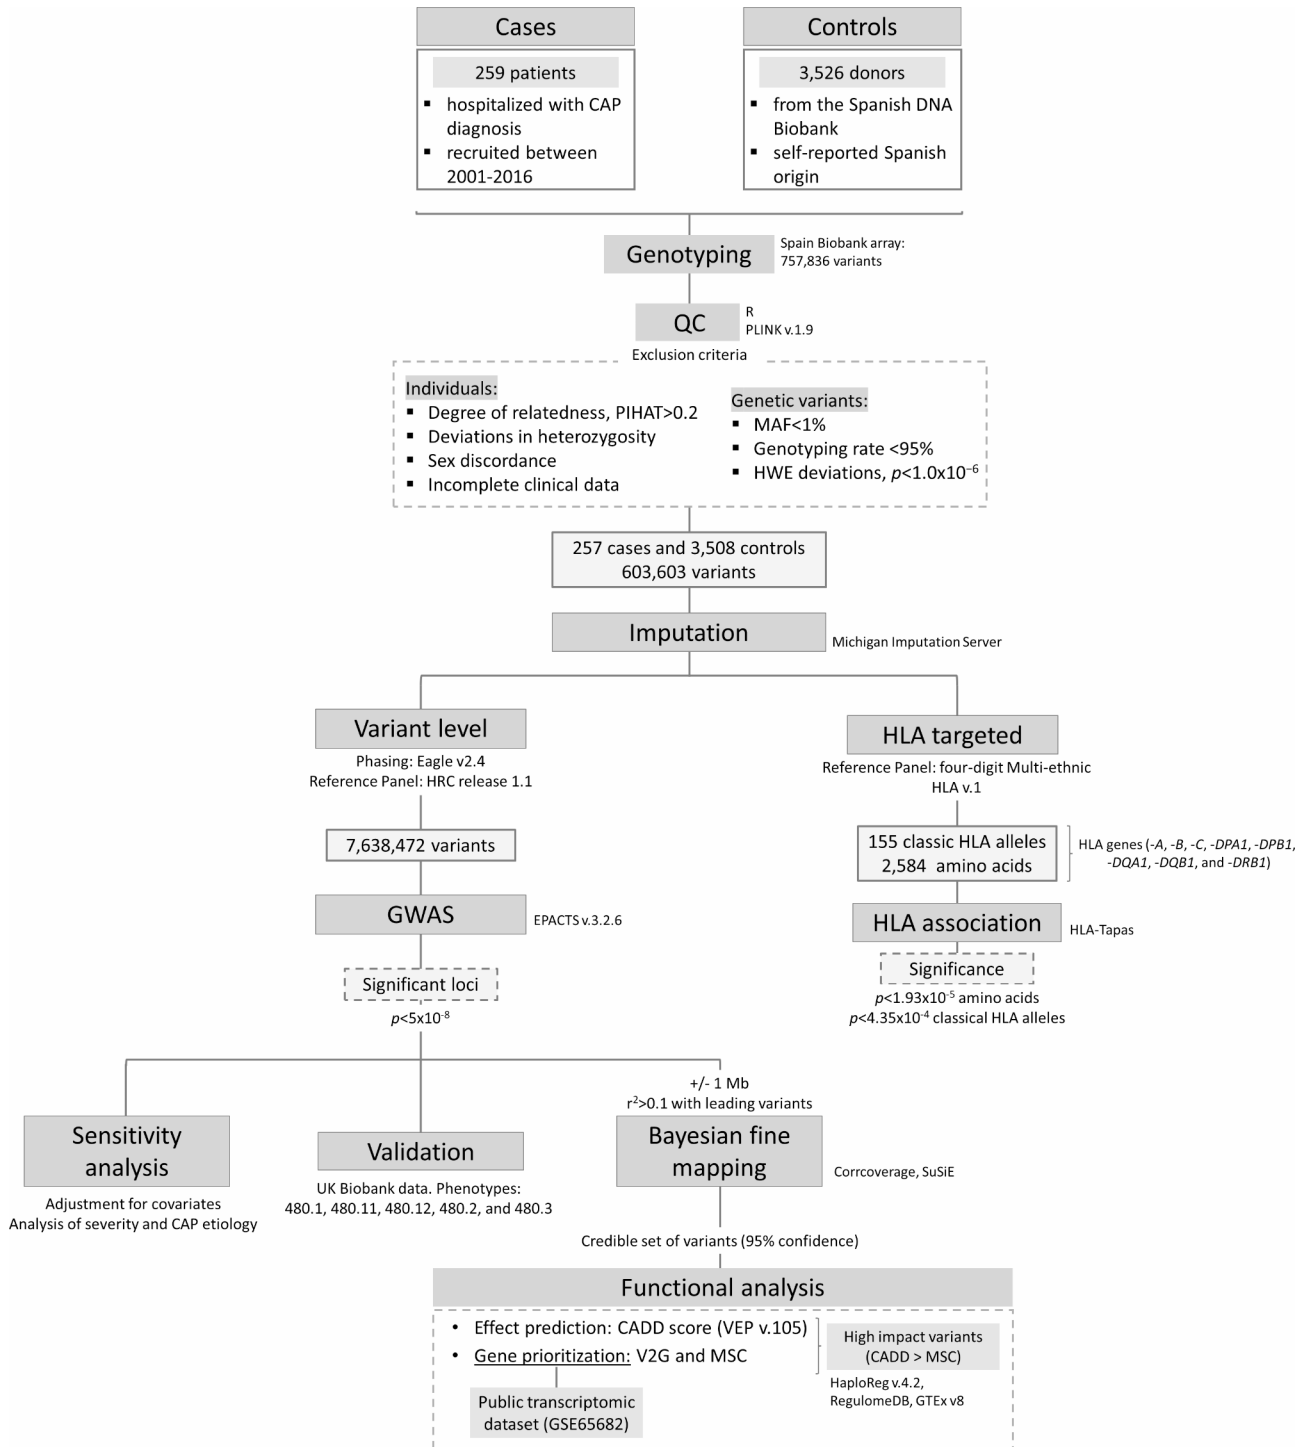 Cases
Controls
259 patients
▪ hospitalized with CAP
diagnosis
▪ recruited between
2001-2016
3,526 donors
▪ from the Spanish DNA
Biobank
▪ self-reported Spanish
origin
Genotyping
Spain Biobank array:
757,836 variants
QC
R
PLINK v.1.9
Exclusion criteria
Individuals:
▪ Degree of relatedness, PIHAT>0.2
▪ Deviations in heterozygosity
▪ Sex discordance
▪ Incomplete clinical data
Genetic variants:
▪ MAF<1%
▪ Genotyping rate <95%
▪ HWE deviations, p<1.0x10⁻⁶
257 cases and 3,508 controls
603,603 variants
Imputation
Michigan Imputation Server
Variant level
Phasing: Eagle v2.4
Reference Panel: HRC release 1.1
7,638,472 variants
GWAS
EPACTS v.3.2.6
Significant loci
p<5x10⁻⁸
HLA targeted
Reference Panel: four-digit Multi-ethnic
HLA v.1
155 classic HLA alleles
2,584 amino acids
HLA genes (-A, -B, -C, -DPA1, -DPB1,
-DQA1, -DQB1, and -DRB1)
HLA association
HLA-Tapas
Significance
p<1.93x10⁻⁵ amino acids
p<4.35x10⁻⁴ classical HLA alleles
Sensitivity
analysis
Adjustment for covariates
Analysis of severity and CAP etiology
Validation
UK Biobank data. Phenotypes:
480.1, 480.11, 480.12, 480.2, and 480.3
+/- 1 Mb
r²>0.1 with leading variants
Bayesian fine
mapping
Corrcoverage, SuSiE
Credible set of variants (95% confidence)
Functional analysis
• Effect prediction: CADD score (VEP v.105)
• Gene prioritization: V2G and MSC
High impact variants
(CADD > MSC)
HaploReg v.4.2,
RegulomeDB, GTEx v8
Public transcriptomic
dataset (GSE65682)